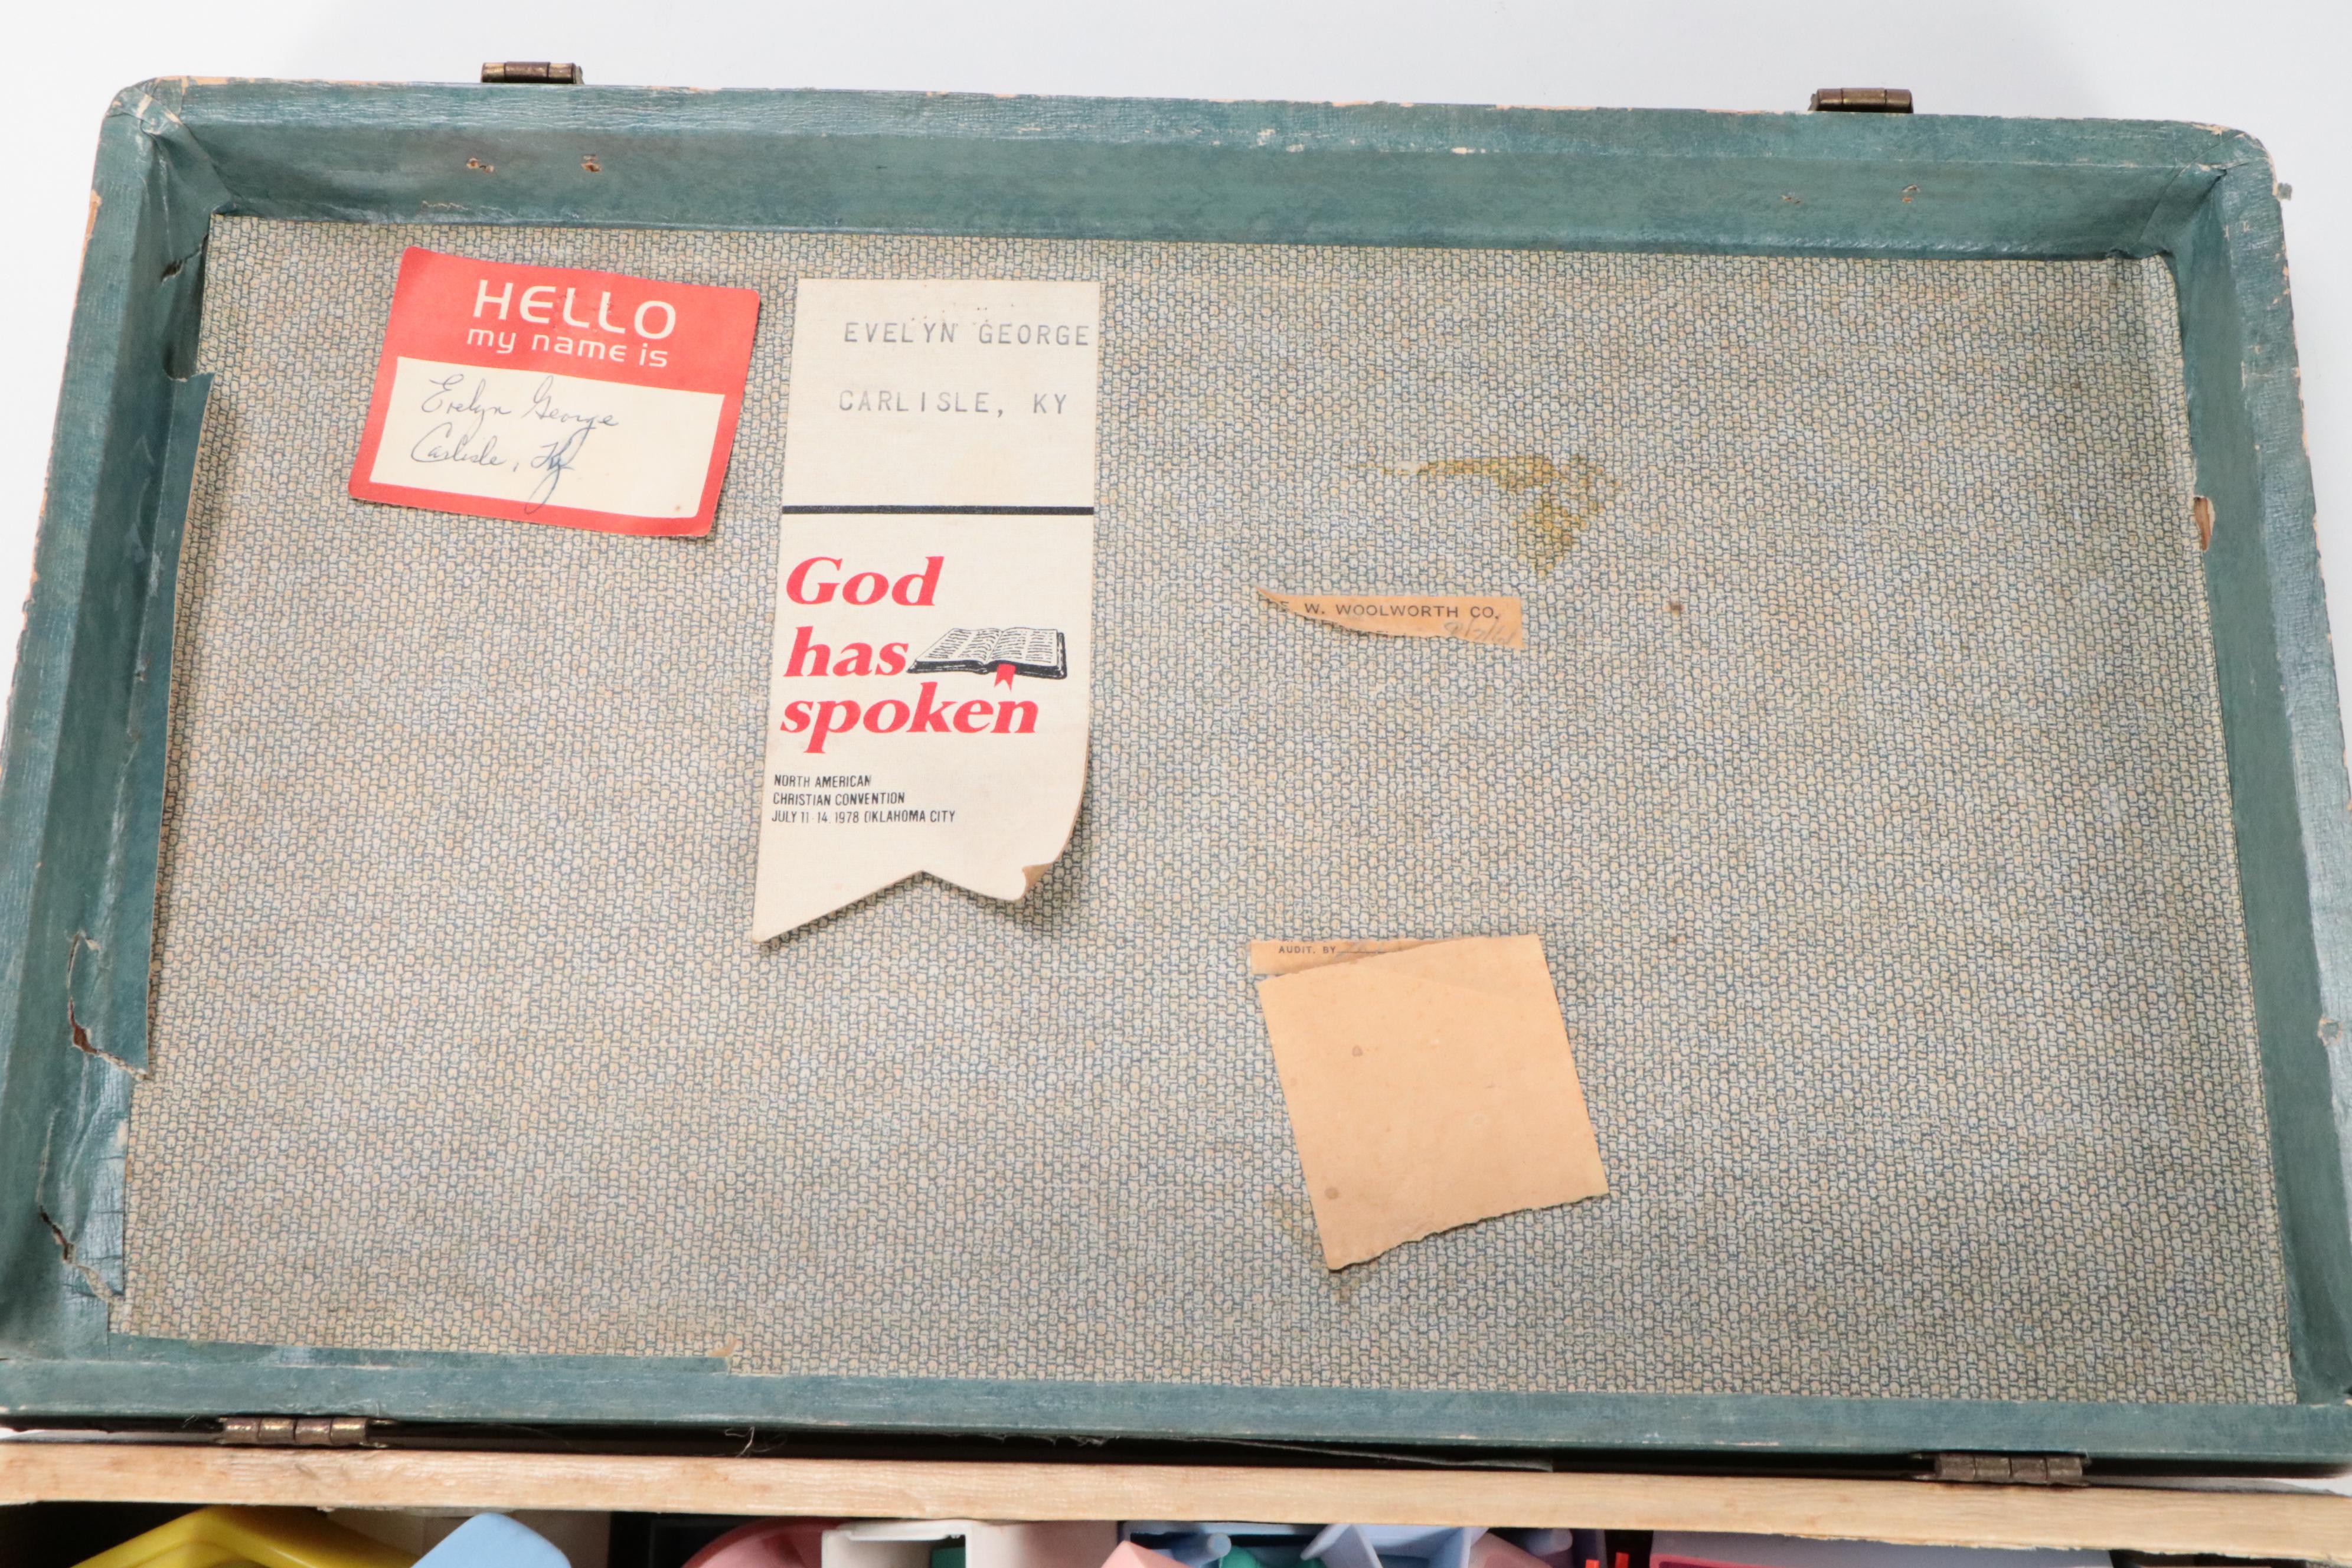 HELLO
my name is
Evelyn George
Carlisle, Ky
EVELYN GEORGE
CARLISLE, KY
God
has
spoken
NORTH AMERICAN
CHRISTIAN CONVENTION
JULY 11-14, 1978 OKLAHOMA CITY
W. WOOLWORTH CO.
AUDIT. BY